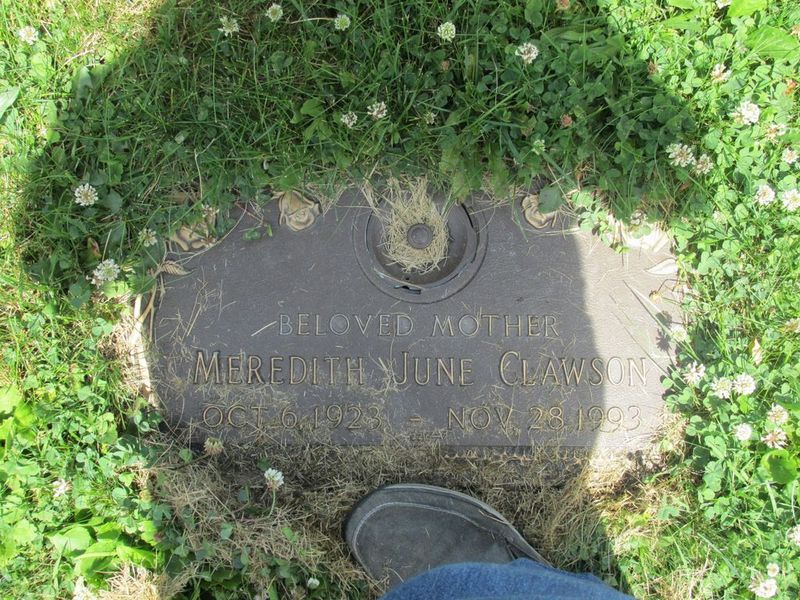 BELOVED MOTHER
MEREDITH JUNE CLAWSON
OCT. 6, 1923 - NOV. 28, 1993